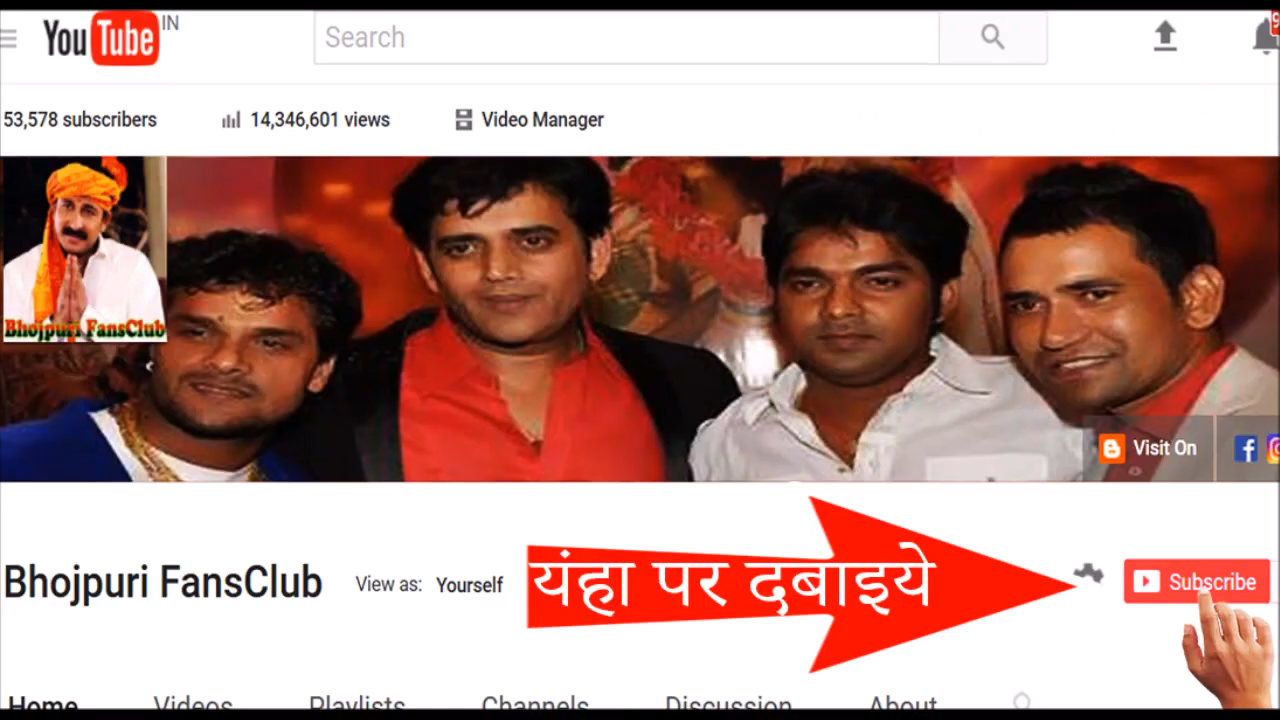 YouTube IN
Search
9
53,578 subscribers
14,346,601 views
Video Manager
Bhojpuri FansClub
Visit On
Bhojpuri FansClub
View as: Yourself
यंहा पर दबाइये
Subscribe
Home Videos Playlists Channels Discussion About